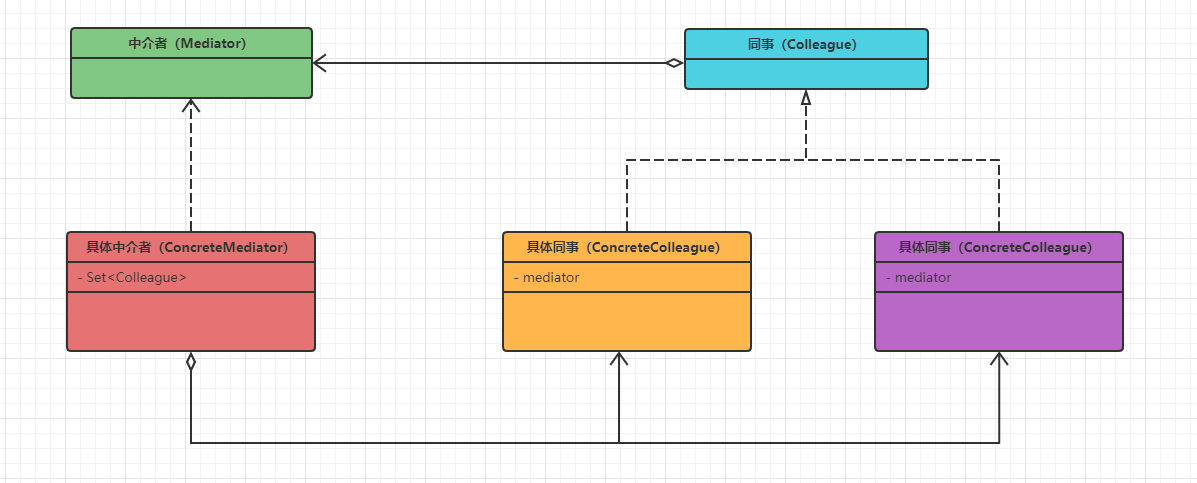 中介者（Mediator）
同事（Colleague）
具体中介者（ConcreteMediator）
- Set<Colleague>
具体同事（ConcreteColleague）
- mediator
具体同事（ConcreteColleague）
- mediator